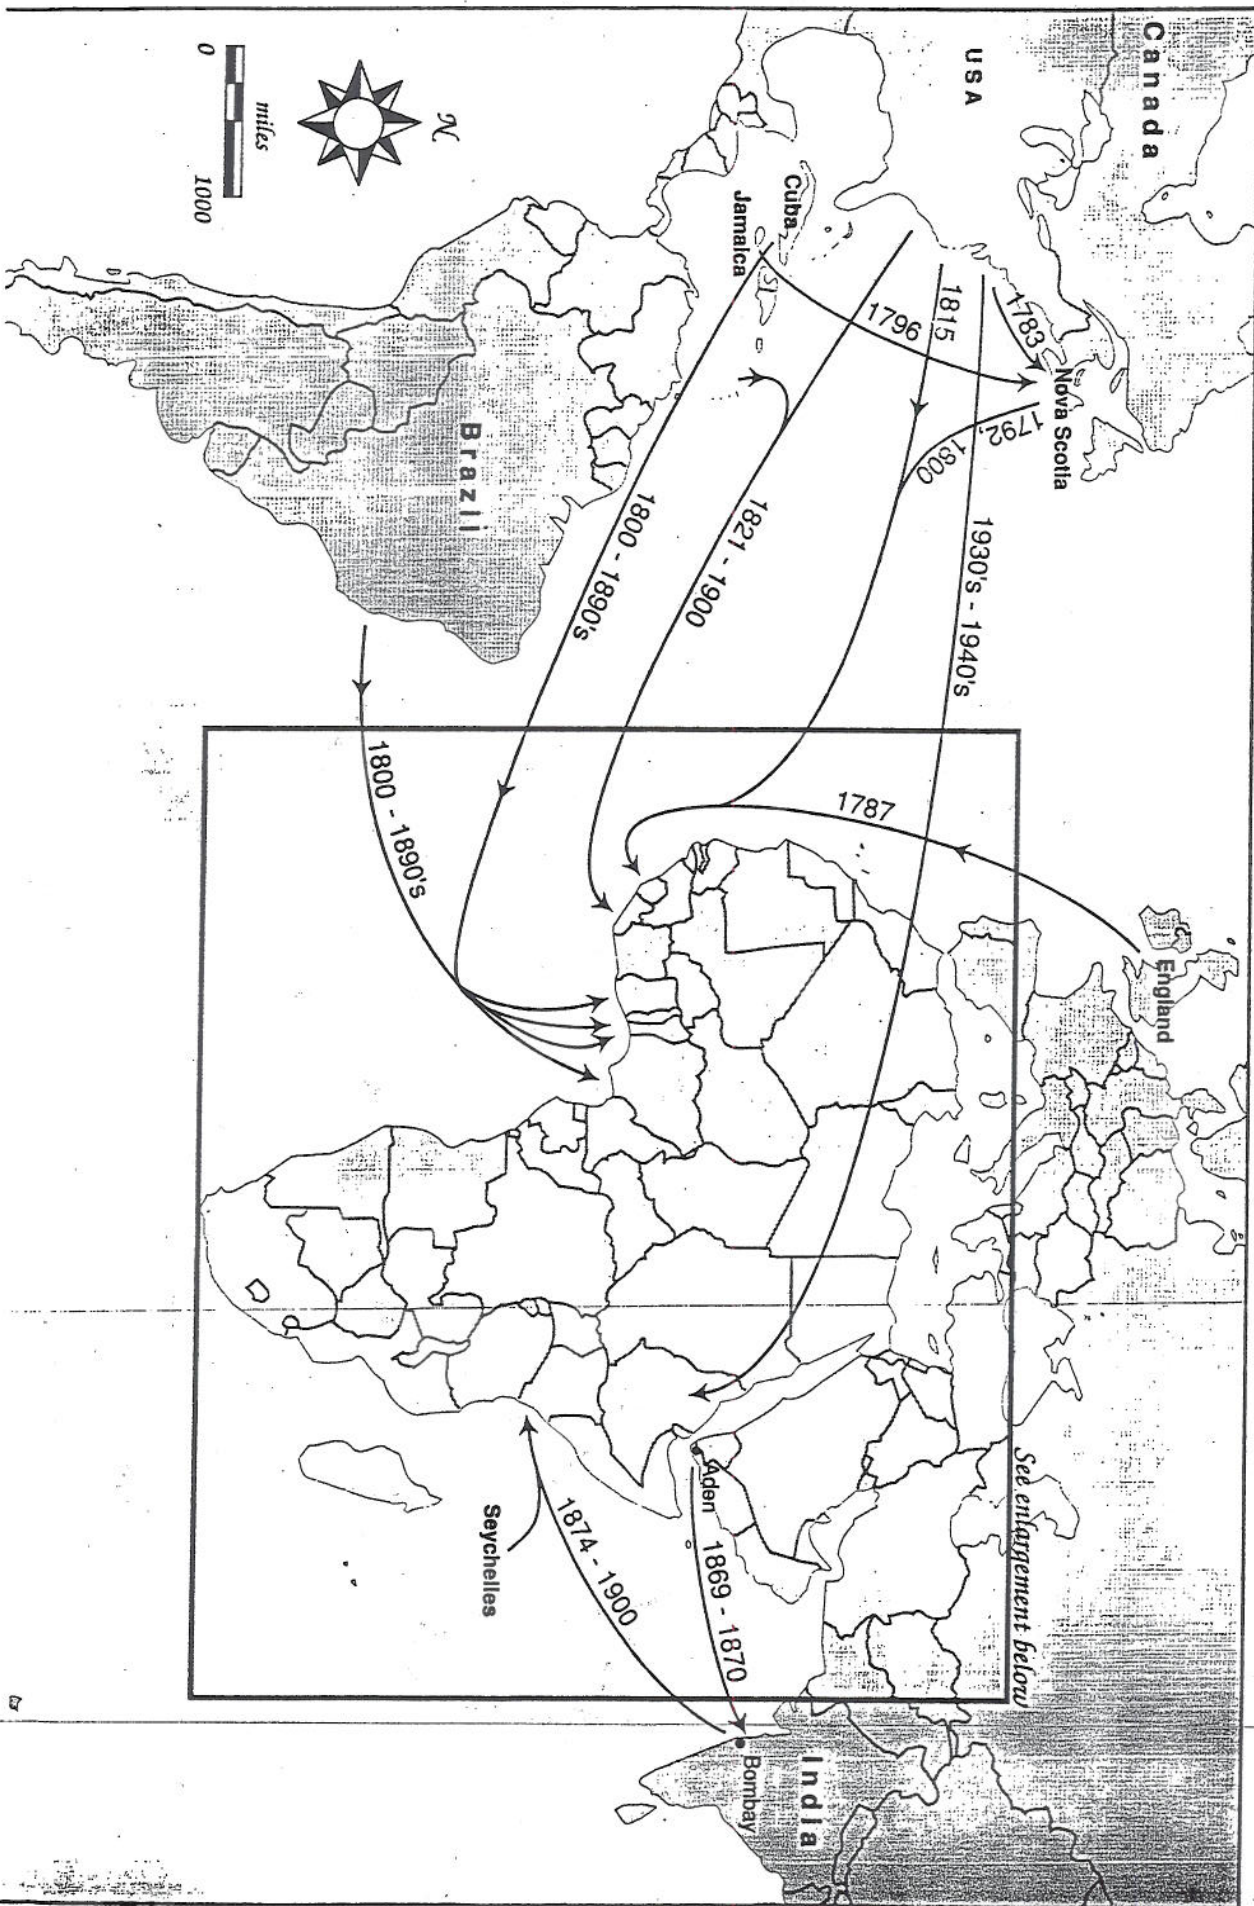 Canada
USA
Nova Scotia
England
1783
1796
1792,
1800
1815
1930's - 1940's
1787
Cuba
Jamaica
1821 - 1900
1800 - 1890's
Brazil
1800 - 1890's
N
0
1000
miles
See enlargement below
Aden
1869 - 1870
Bombay
India
1874 - 1900
Seychelles